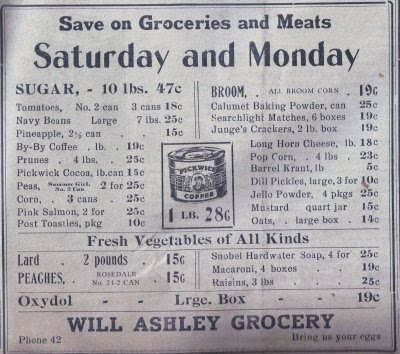 Save on Groceries and Meats
Saturday and Monday
SUGAR, - 10 lbs. 47c
Tomatoes, No. 2 can 3 cans 18c
Navy Beans Large 7 lbs. 25c
Pineapple, 2½ can - 15c
By-By Coffee . lb. . 19c
Prunes . 4 lbs. 25c
Pickwick Cocoa, lb.can 15c
Peas, Summer Girl. No. 2 Can 2 for 25c
Corn, . 3 cans 25c
Pink Salmon, 2 for 25c
Post Toasties, pkg 10c
PICKWICK
COFFEE
1 LB. 28c
BROOM, . ALL BROOM CORN . 19c
Calumet Baking Powder, can 25c
Searchlight Matches, 6 boxes 19c
Junge's Crackers, 2 lb. box 19c
Long Horn Cheese, lb. 18c
Pop Corn, . 4 lbs 23c
Barrel Kraut, lb 5c
Dill Pickles, large, 3 for 10c
Jello Powder, 4 pkgs 25c
Mustard quart jar 15c
Oats, . large box . 14c
Fresh Vegetables of All Kinds
Lard . 2 pounds . 15c
PEACHES, . ROSEDALE No. 2 1-2 CAN 15c
Snobel Hardwater Soap, 4 for 25c
Macaroni, 4 boxes . 19c
Raisins, 3 lbs . . 25c
Oxydol - - Lrge. Box - 19c
WILL ASHLEY GROCERY
Phone 42 Bring us your eggs